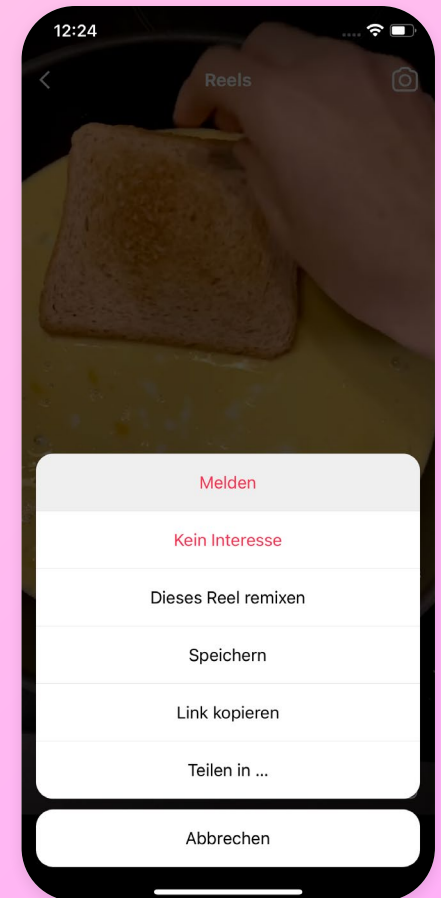 12:24
Reels
Melden
Kein Interesse
Dieses Reel remixen
Speichern
Link kopieren
Teilen in ...
Abbrechen